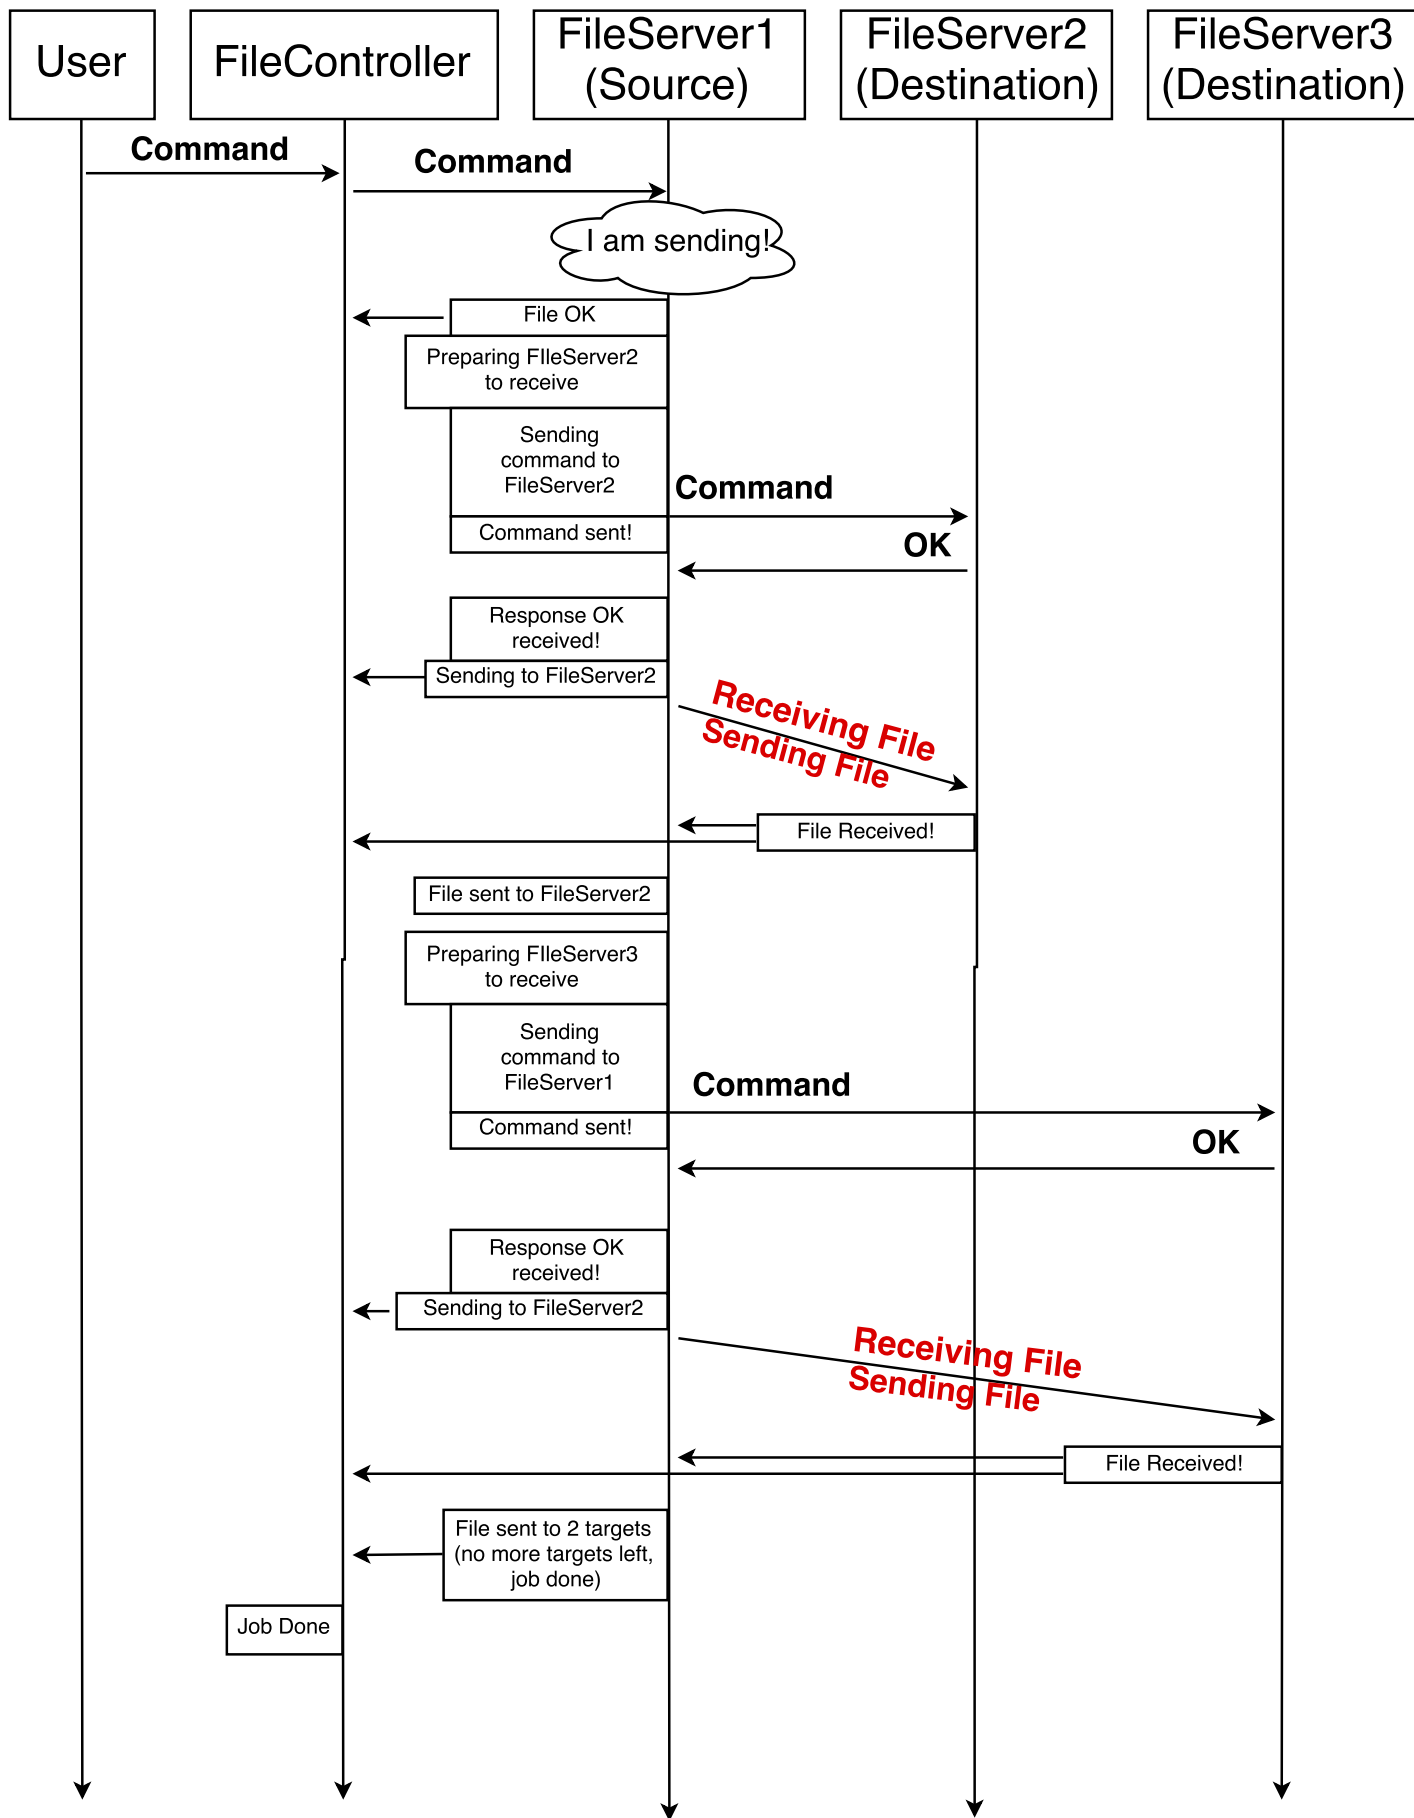 User
FileController
FileServer1
(Source)
FileServer2
(Destination)
FileServer3
(Destination)
Command
Command
I am sending!
File OK
Preparing FIleServer2
to receive
Sending
command to
FileServer2
Command
Command sent!
OK
Response OK
received!
Sending to FileServer2
Receiving File
Sending File
File Received!
File sent to FileServer2
Preparing FIleServer3
to receive
Sending
command to
FileServer1
Command
Command sent!
OK
Response OK
received!
Sending to FileServer2
Receiving File
Sending File
File Received!
File sent to 2 targets
(no more targets left,
job done)
Job Done